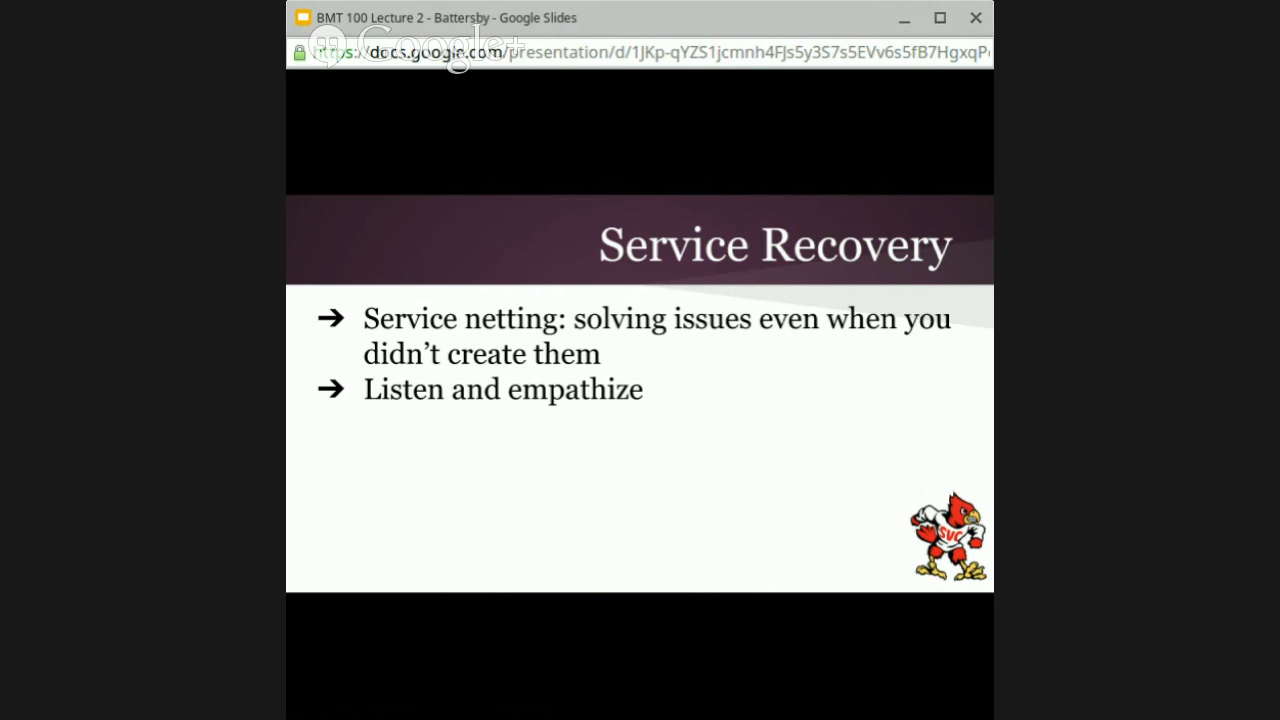 BMT 100 Lecture 2 - Battersby - Google Slides
Google+
https://docs.google.com/presentation/d/1JKp-qYZS1jcmnh4FJs5y3S7s5EVv6s5fB7HgxqP
Service Recovery
➔ Service netting: solving issues even when you
didn't create them
➔ Listen and empathize
SVC